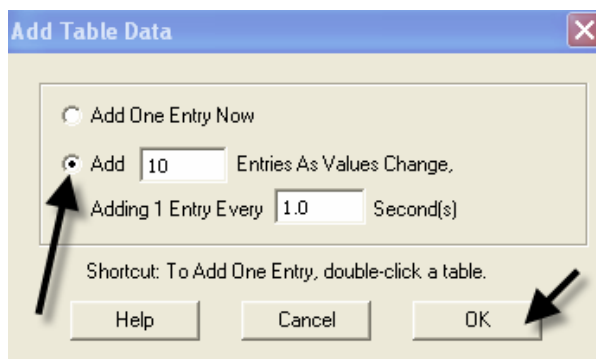 Add Table Data
Add One Entry Now
Add 10 Entries As Values Change,
Adding 1 Entry Every 1.0 Second(s)
Shortcut: To Add One Entry, double-click a table.
Help Cancel OK